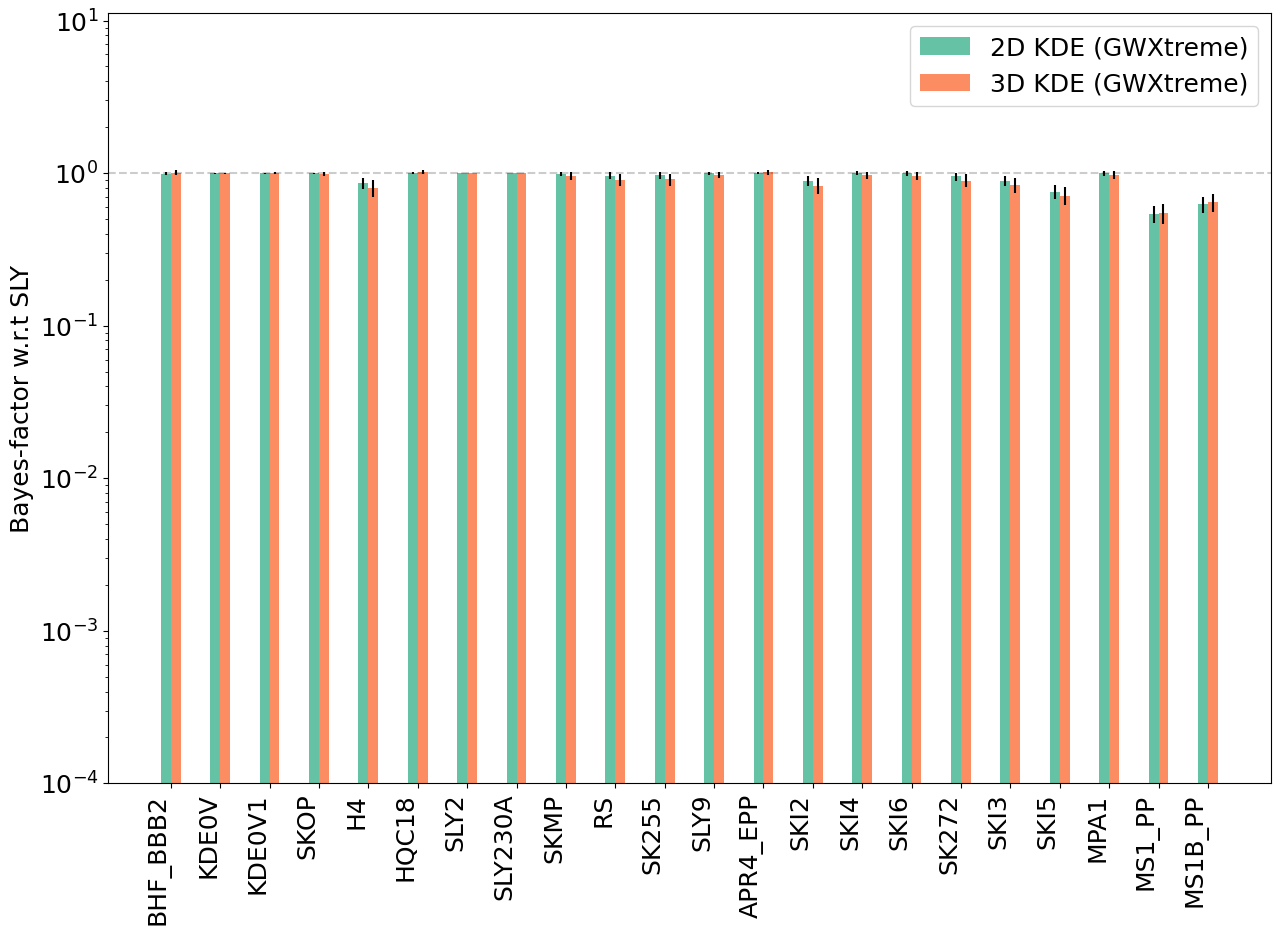 2D KDE (GWXtreme)
3D KDE (GWXtreme)
Bayes-factor w.r.t SLY
10^1
10^0
10^-1
10^-2
10^-3
10^-4
BHF_BBB2
KDE0V
KDE0V1
SKOP
H4
HQC18
SLY2
SLY230A
SKMP
RS
SK255
SLY9
APR4_EPP
SKI2
SKI4
SKI6
SK272
SKI3
SKI5
MPA1
MS1_PP
MS1B_PP